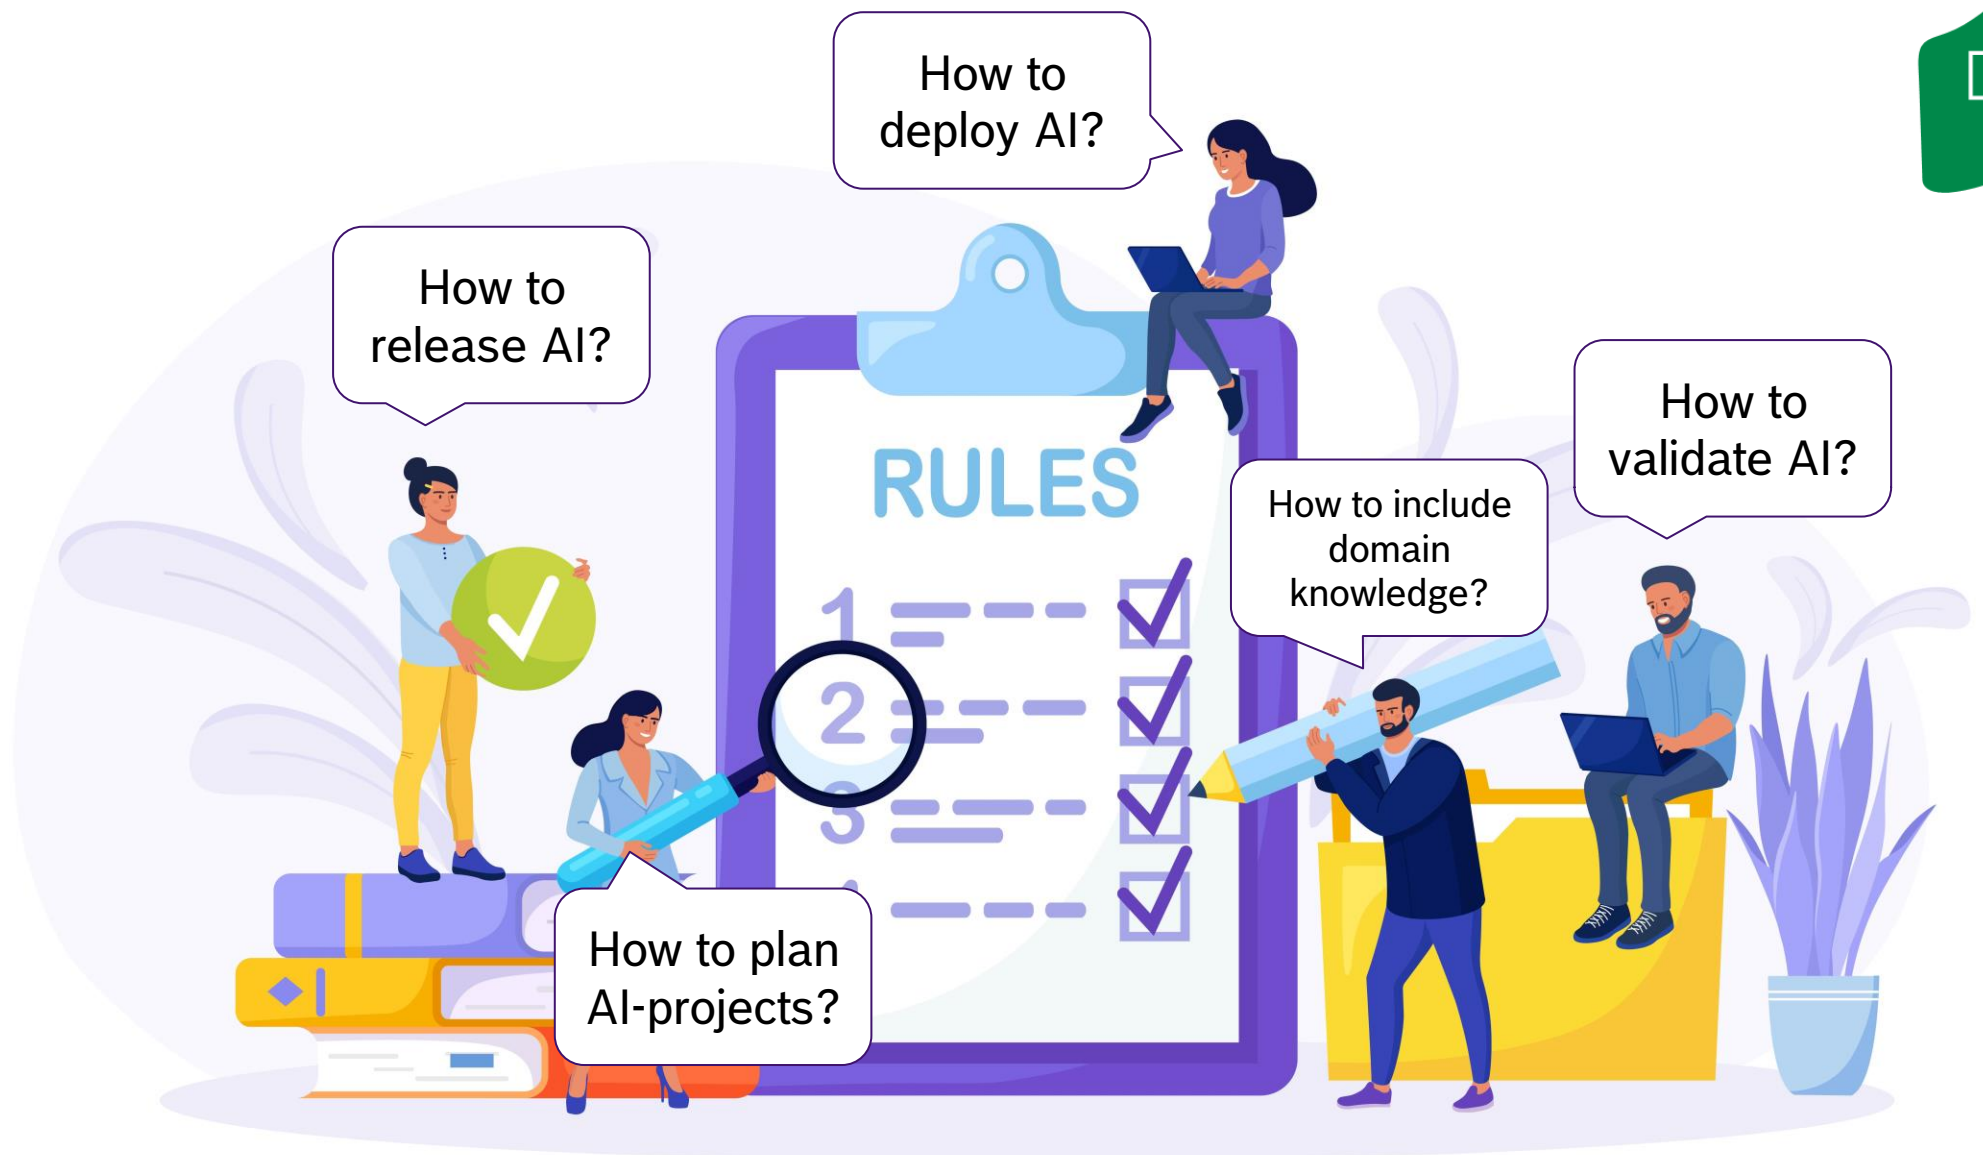 How to
deploy AI?
How to
release AI?
How to
validate AI?
RULES
How to include
domain
knowledge?
1
2
3
How to plan
AI-projects?